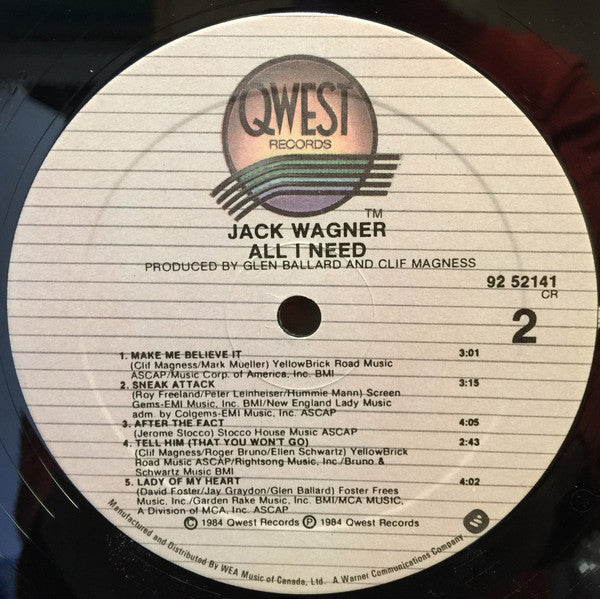 QWEST
RECORDS
TM
JACK WAGNER
ALL I NEED
PRODUCED BY GLEN BALLARD AND CLIF MAGNESS
92 52141
CR
2
1. MAKE ME BELIEVE IT 3:01
(Clif Magness/Mark Mueller) YellowBrick Road Music
ASCAP/Music Corp. of America, Inc. BMI
2. SNEAK ATTACK 3:15
(Roy Freeland/Peter Leinheiser/Hummie Mann) Screen
Gems-EMI Music, Inc. BMI/New England Lady Music
adm. by Colgems-EMI Music, Inc. ASCAP
3. AFTER THE FACT 4:05
(Jerome Stocco) Stocco House Music ASCAP
4. TELL HIM (THAT YOU WON'T GO) 2:43
(Clif Magness/Roger Bruno/Ellen Schwartz) YellowBrick
Road Music ASCAP/Rightsong Music, Inc./Bruno &
Schwartz Music BMI
5. LADY OF MY HEART 4:02
(David Foster/Jay Graydon/Glen Ballard) Foster Frees
Music, Inc./Garden Rake Music, Inc. BMI/MCA MUSIC,
A Division of MCA, Inc. ASCAP
© 1984 Qwest Records ℗ 1984 Qwest Records
Manufactured and Distributed By WEA Music of Canada, Ltd. A Warner Communications Company